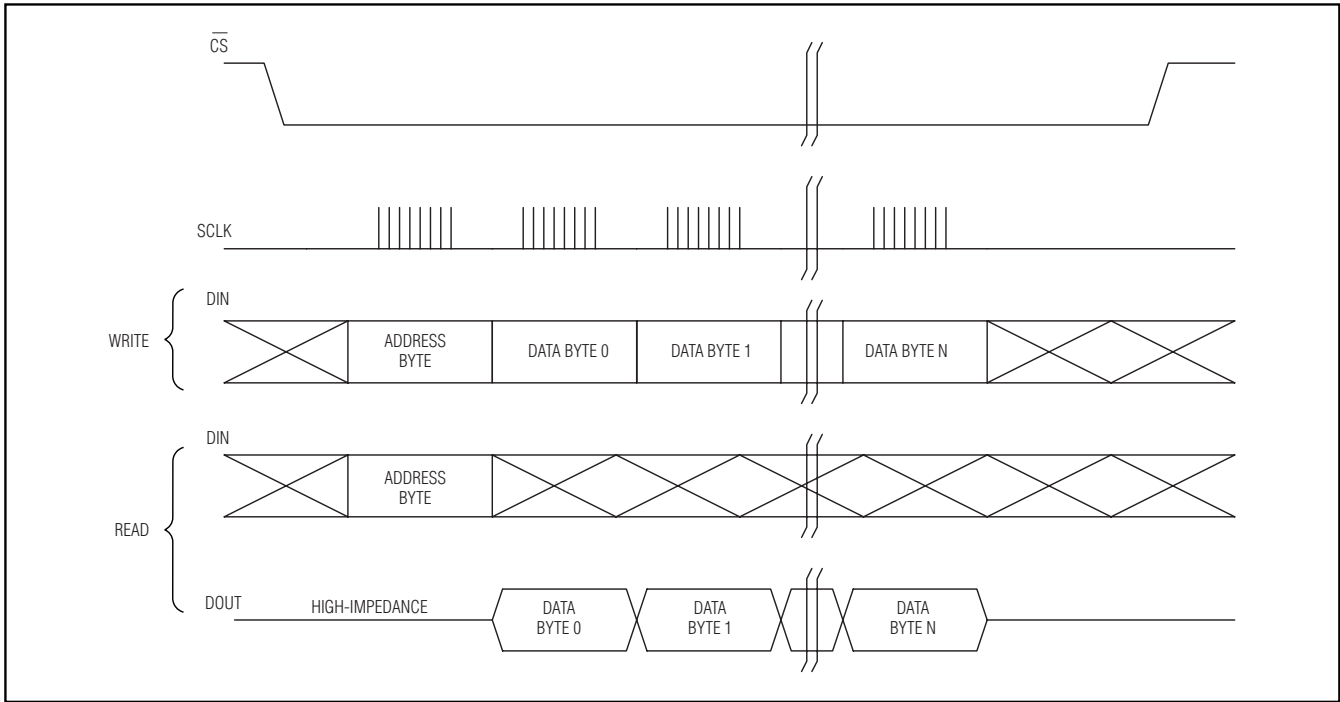 C̅S̅
SCLK
DIN
WRITE
ADDRESS
BYTE
DATA BYTE 0
DATA BYTE 1
DATA BYTE N
DIN
READ
ADDRESS
BYTE
DOUT
HIGH-IMPEDANCE
DATA
BYTE 0
DATA
BYTE 1
DATA
BYTE N